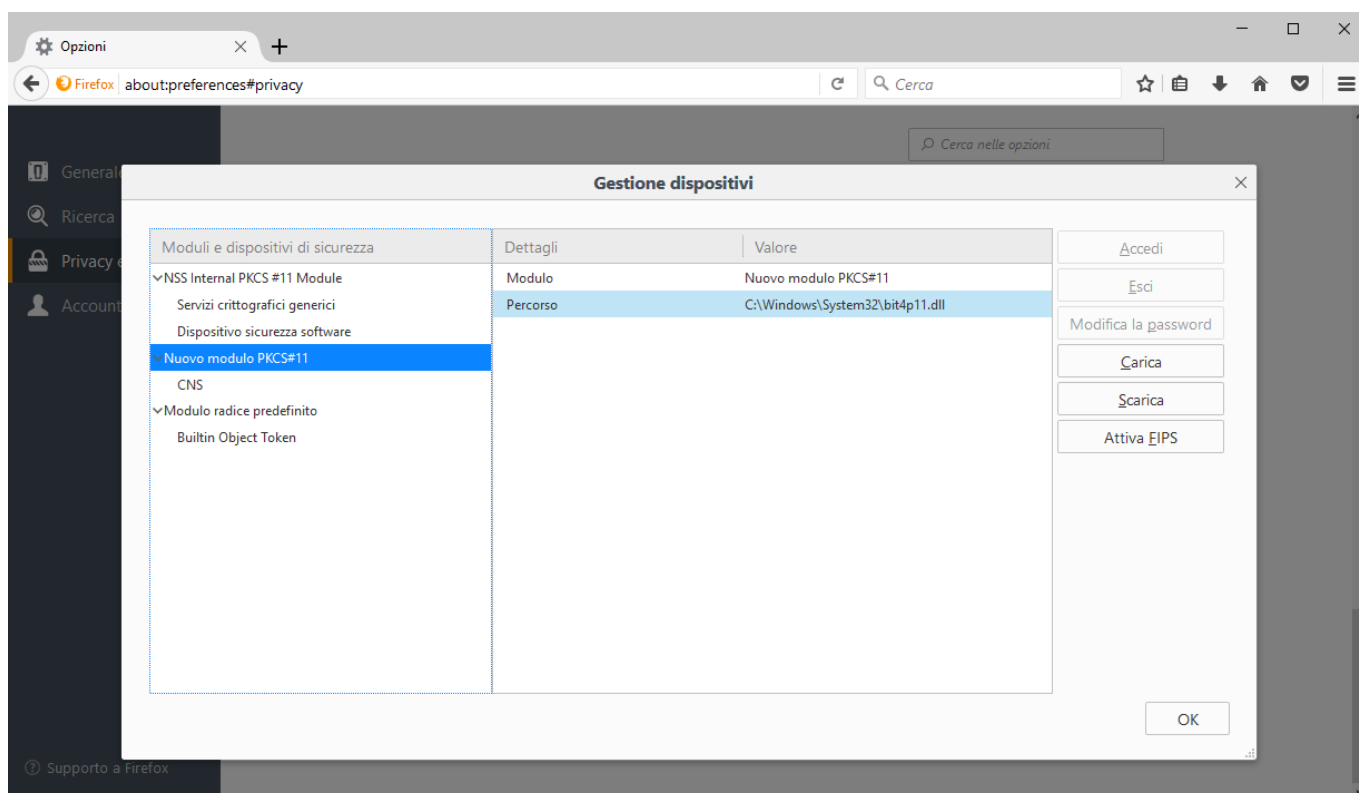 Opzioni
Firefox about:preferences#privacy Cerca
Cerca nelle opzioni
Generale
Ricerca
Privacy e
Account
Gestione dispositivi
Moduli e dispositivi di sicurezza Dettagli Valore Accedi
NSS Internal PKCS #11 Module Modulo Nuovo modulo PKCS#11 Esci
Servizi crittografici generici Percorso C:\Windows\System32\bit4p11.dll
Dispositivo sicurezza software Modifica la password
Nuovo modulo PKCS#11 Carica
CNS Scarica
Modulo radice predefinito
Builtin Object Token Attiva FIPS
OK
Supporto a Firefox